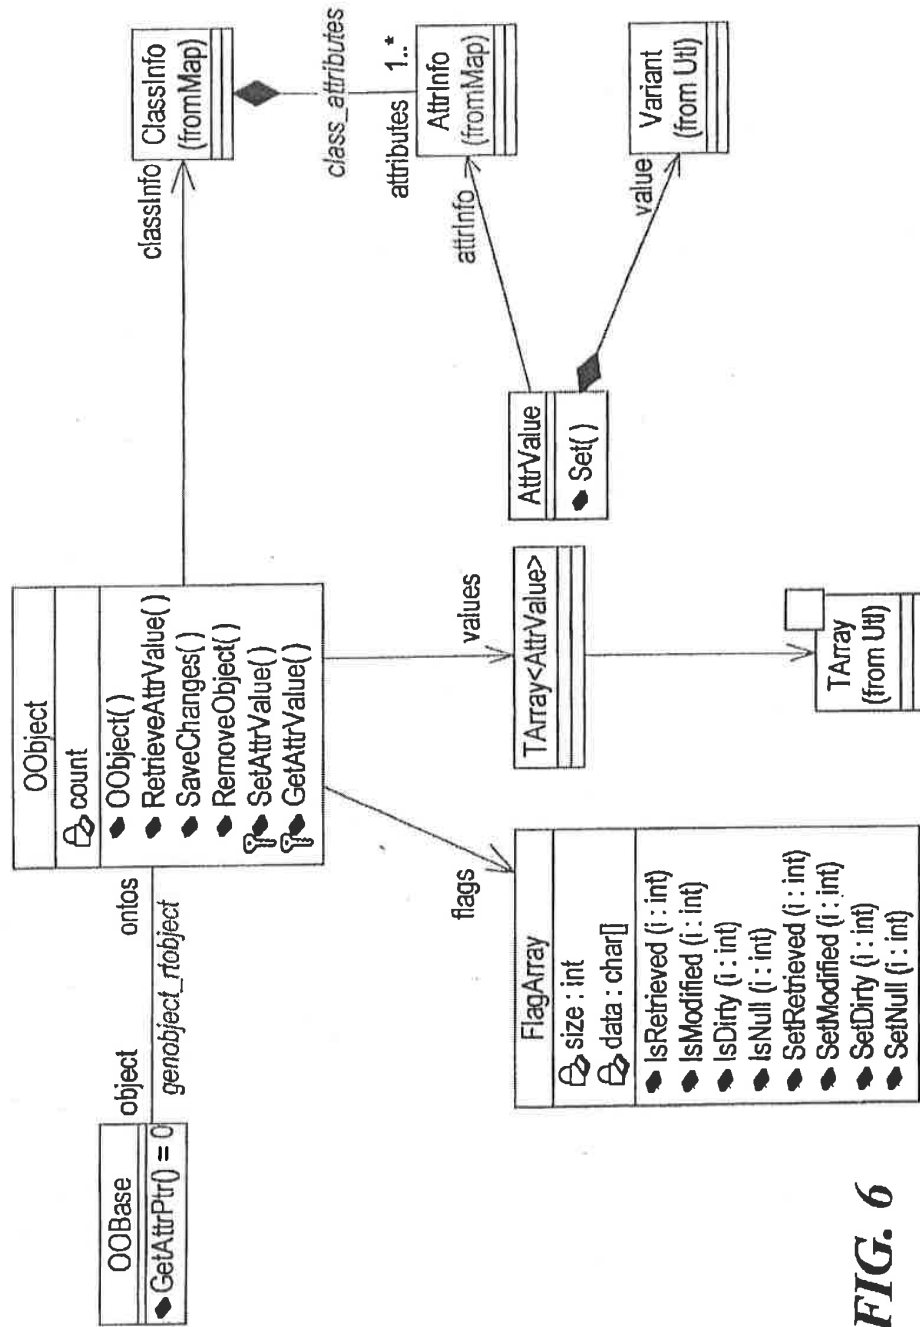 OOBase
GetAttrPtr() = 0
object
ontos
genobject_rtobject
OObject
count
OObject( )
RetrieveAttrValue( )
SaveChanges( )
RemoveObject( )
SetAttrValue( )
GetAttrValue( )
classInfo
ClassInfo
(fromMap)
class_attributes
attributes
1..*
AttrInfo
(fromMap)
attrInfo
flags
values
FlagArray
size : int
data : char[]
IsRetrieved (i : int)
IsModified (i : int)
IsDirty (i : int)
IsNull (i : int)
SetRetrieved (i : int)
SetModified (i : int)
SetDirty (i : int)
SetNull (i : int)
TArray<AttrValue>
TArray
(from Utl)
AttrValue
Set( )
value
Variant
(from Utl)
FIG. 6